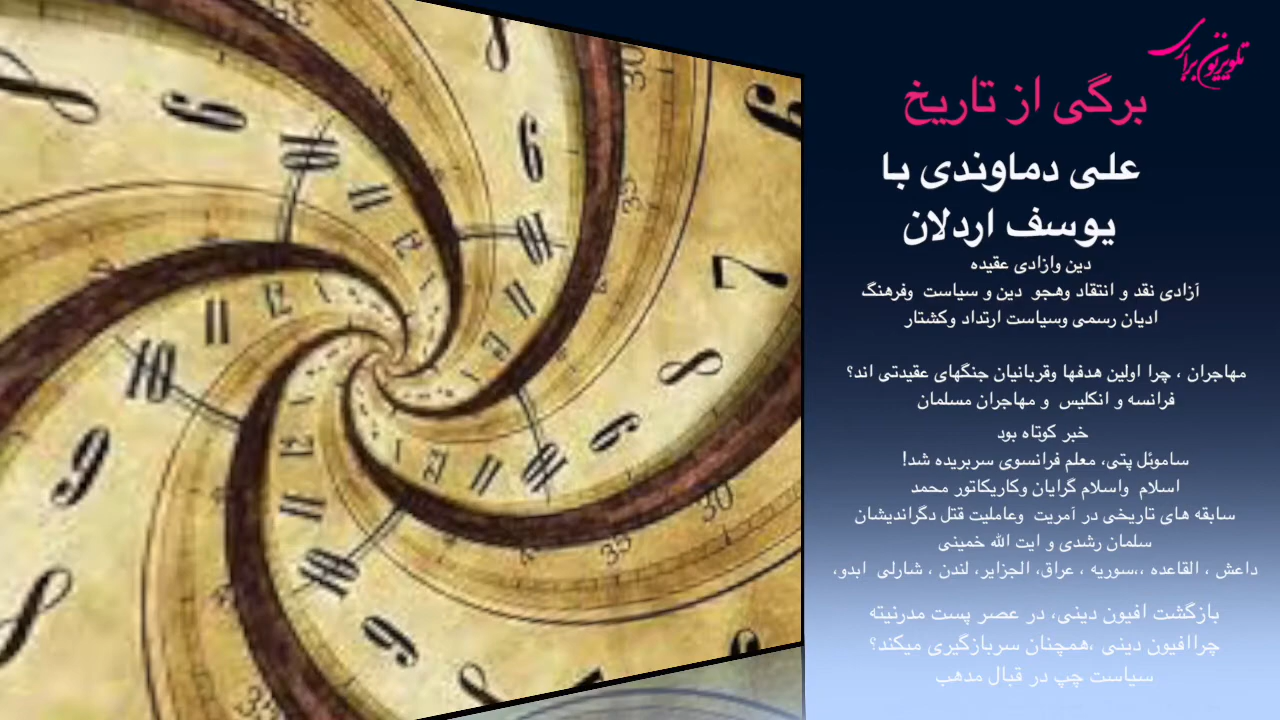 تلویزیون برابری
برگی از تاریخ
علی دماوندی با
یوسف اردلان
دین وازادی عقیده
آزادی نقد و انتقاد وهجو دین و سیاست وفرهنگ
ادیان رسمی وسیاست ارتداد وکشتار
مهاجران ، چرا اولین هدفها وقربانیان جنگهای عقیدتی اند؟
فرانسه و انکلیس و مهاجران مسلمان
خبر کوتاه بود
ساموئل پتی، معلم فرانسوی سربریده شد!
اسلام واسلام گرایان وکاریکاتور محمد
سابقه های تاریخی در آمریت وعاملیت قتل دگراندیشان
سلمان رشدی و ایت الله خمینی
داعش ، القاعده ،،سوریه ، عراق، الجزایر، لندن ، شارلی ابدو،
بازگشت افیون دینی، در عصر پست مدرنیته
چراافیون دینی ،همچنان سربازگیری میکند؟
سیاست چپ در قبال مدهب